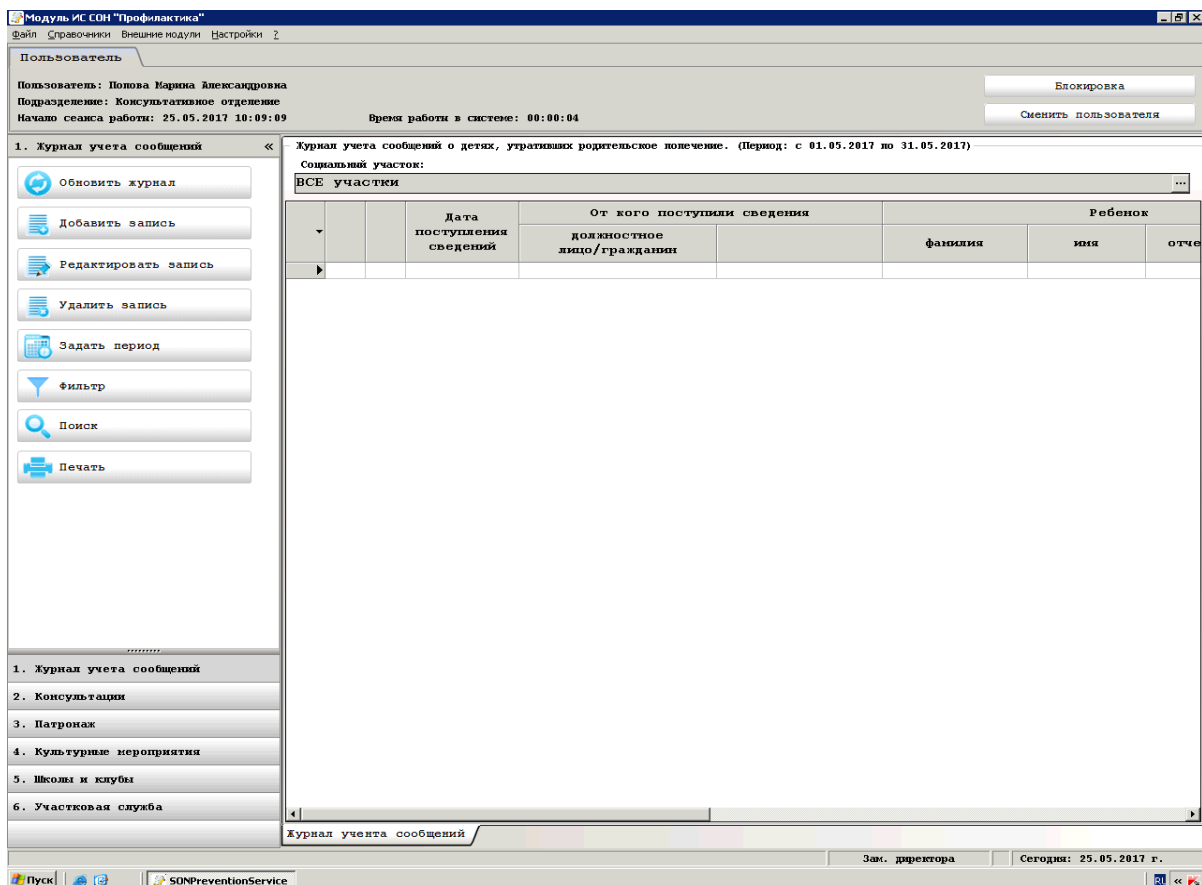 Модуль ИС СОН "Профилактика"
Файл Справочники Внешние модули Настройки ?
Пользователь
Пользователь: Попова Марина Александровна
Подразделение: Консультативное отделение
Начало сеанса работы: 25.05.2017 10:09:09 Время работы в системе: 00:00:04
Блокировка
Сменить пользователя
1. Журнал учета сообщений «
Обновить журнал
Добавить запись
Редактировать запись
Удалить запись
Задать период
Фильтр
Поиск
Печать
1. Журнал учета сообщений
2. Консультации
3. Патронаж
4. Культурные мероприятия
5. Школы и клубы
6. Участковая служба
Журнал учета сообщений о детях, утративших родительское попечение. (Период: с 01.05.2017 по 31.05.2017)
Социальный участок:
ВСЕ участки ...
Дата поступления сведений
От кого поступили сведения
должностное лицо/гражданин
Ребенок
фамилия имя отче
Журнал учента сообщений
Зам. директора Сегодня: 25.05.2017 г.
Пуск SONPreventionService RU «